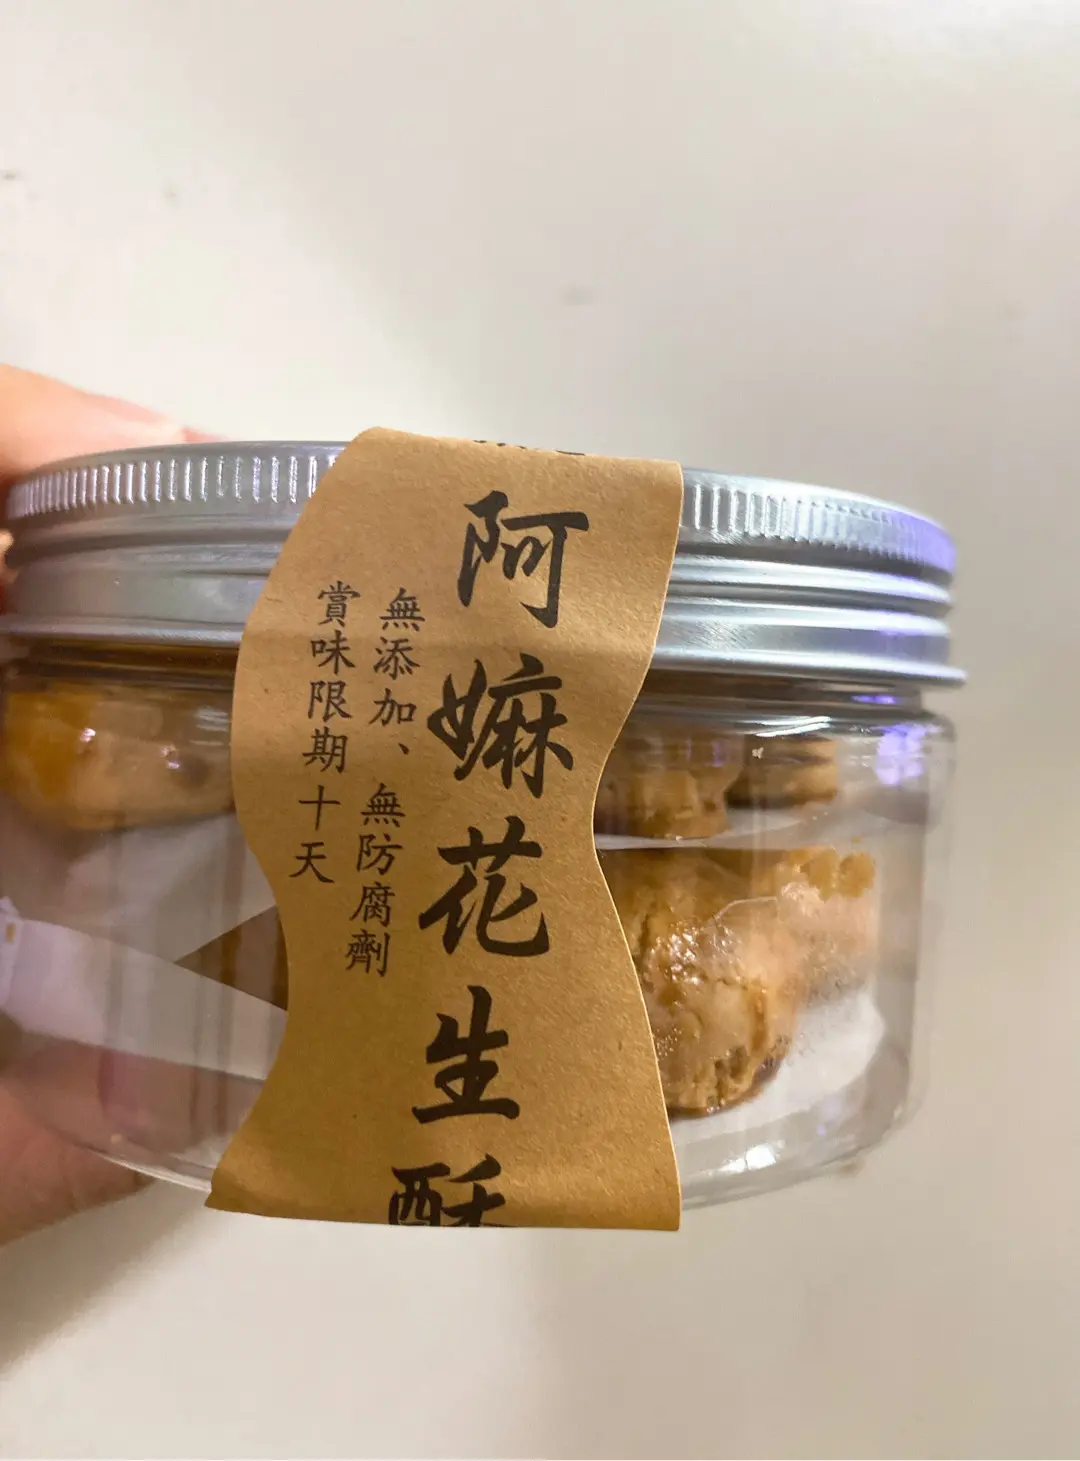 阿嬤花生酥
無添加、無防腐劑
賞味限期十天